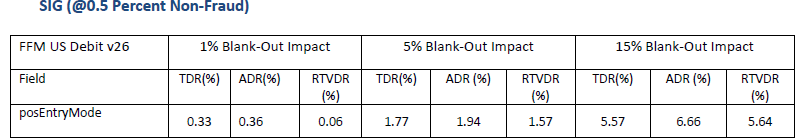 SIG (@0.5 Percent Non-Fraud)
FFM US Debit v26 1% Blank-Out Impact 5% Blank-Out Impact 15% Blank-Out Impact
Field TDR(%) ADR(%) RTVDR (%) TDR(%) ADR (%) RTVDR (%) TDR(%) ADR (%) RTVDR (%)
posEntryMode 0.33 0.36 0.06 1.77 1.94 1.57 5.57 6.66 5.64